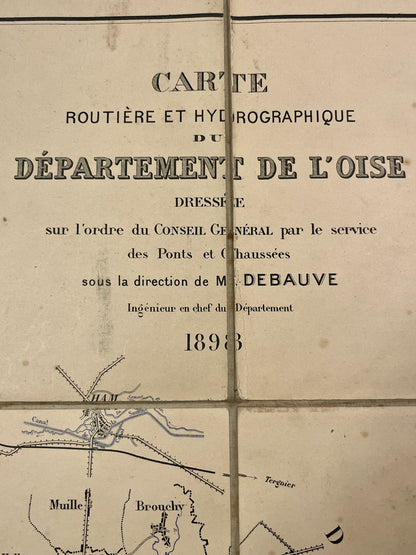 CARTE
ROUTIÈRE ET HYDROGRAPHIQUE
DU
DÉPARTEMENT DE L'OISE
DRESSÉE
sur l'ordre du CONSEIL GÉNÉRAL par le service
des Ponts et Chaussées
sous la direction de Mr. DEBAUVE
Ingénieur en chef du Département
1898
HAM
Canal
Tergnier
Muille
Brouchy
D